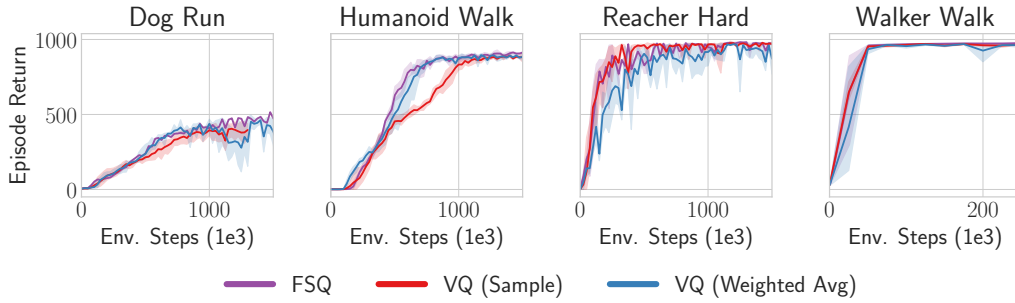 Dog Run
Humanoid Walk
Reacher Hard
Walker Walk
Episode Return
1000
500
0
0 1000
0 1000
0 1000
0 200
Env. Steps (1e3)
Env. Steps (1e3)
Env. Steps (1e3)
Env. Steps (1e3)
FSQ
VQ (Sample)
VQ (Weighted Avg)